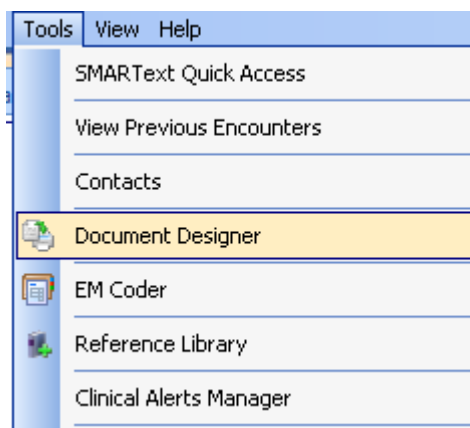 Tools View Help
SMARText Quick Access
View Previous Encounters
Contacts
Document Designer
EM Coder
Reference Library
Clinical Alerts Manager